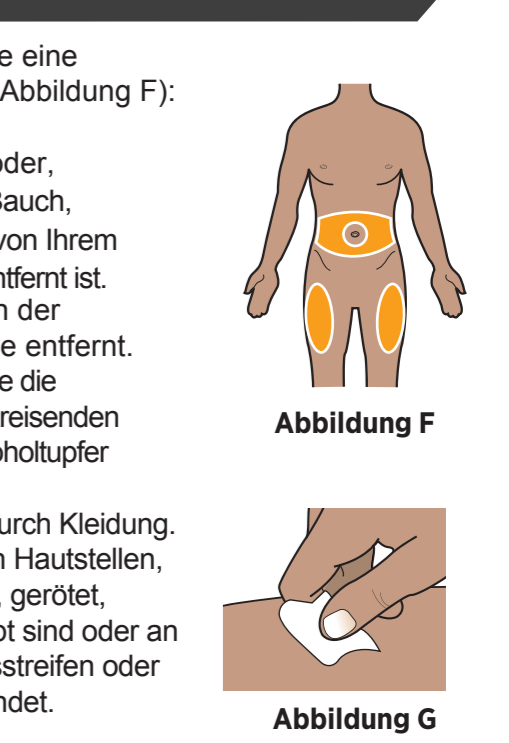 e eine
(Abbildung F):
oder,
Bauch,
von Ihrem
ntfernt ist.
n der
e entfernt.
e die
reisenden
oholtupfer
urch Kleidung.
n Hautstellen,
, gerötet,
bt sind oder an
sstreifen oder
ndet.
Abbildung F
Abbildung G